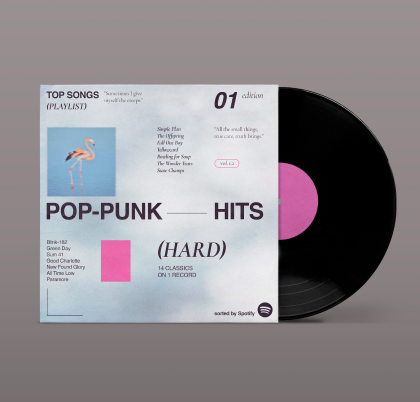 TOP SONGS
(PLAYLIST)
"Sometimes I give
myself the creeps."
01 edition
Simple Plan
The Offspring
Fall Out Boy
Yellowcard
Bowling for Soup
The Wonder Years
State Champs
"All the small things,
true care, truth brings."
POP-PUNK HITS
Blink-182
Green Day
Sum 41
Good Charlotte
New Found Glory
All Time Low
Paramore
(HARD)
14 CLASSICS
ON 1 RECORD
sorted by Spotify